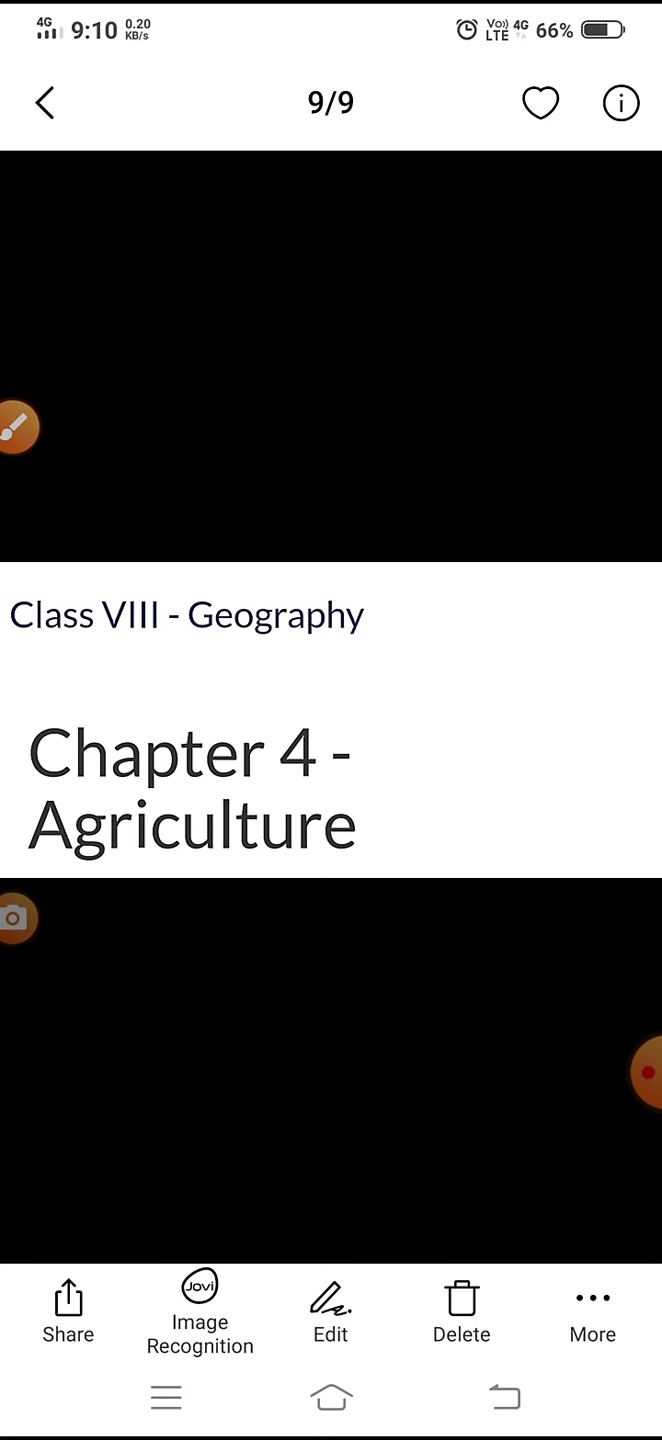 4G 9:10 0.20 KB/s Vo)) LTE 4G 66%
9/9
Class VIII - Geography
Chapter 4 -
Agriculture
Share
Jovi
Image
Recognition
Edit
Delete
More